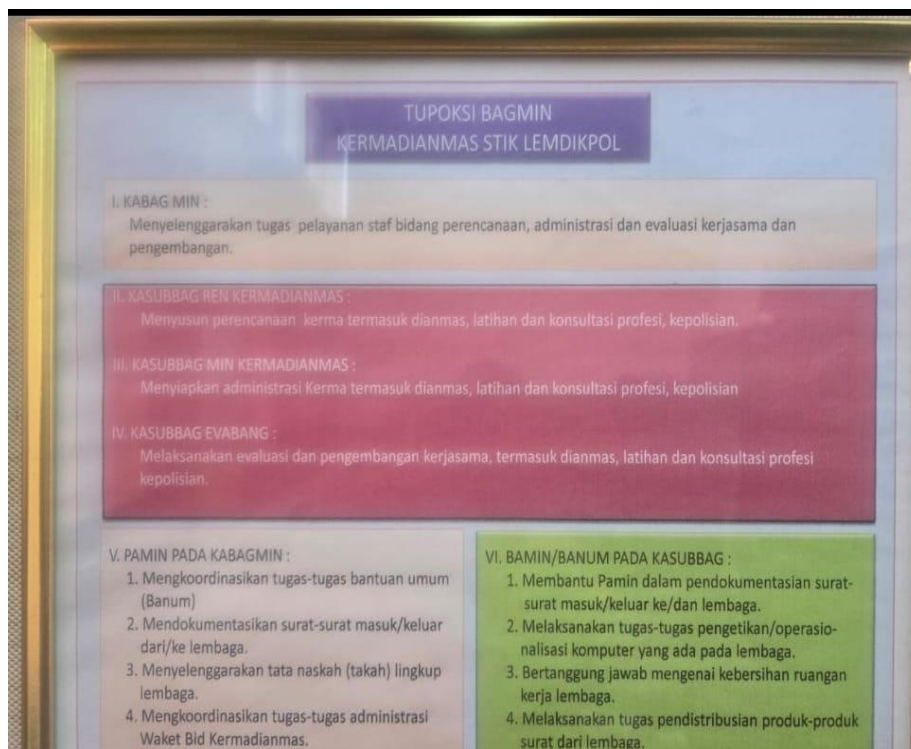 TUPOKSI BAGMIN
KERMADIANMAS STIK LEMDIKPOL
I. KABAG MIN :
Menyelenggarakan tugas pelayanan staf bidang perencanaan, administrasi dan evaluasi kerjasama dan
pengembangan.
II. KASUBBAG REN KERMADIANMAS :
Menyusun perencanaan kerma termasuk dianmas, latihan dan konsultasi profesi, kepolisian.
III. KASUBBAG MIN KERMADIANMAS :
Menyiapkan administrasi Kerma termasuk dianmas, latihan dan konsultasi profesi, kepolisian
IV. KASUBBAG EVABANG :
Melaksanakan evaluasi dan pengembangan kerjasama, termasuk dianmas, latihan dan konsultasi profesi
kepolisian.
V. PAMIN PADA KABAGMIN :
1. Mengkoordinasikan tugas-tugas bantuan umum
(Banum)
2. Mendokumentasikan surat-surat masuk/keluar
dari/ke lembaga.
3. Menyelenggarakan tata naskah (takah) lingkup
lembaga.
4. Mengkoordinasikan tugas-tugas administrasi
Waket Bid Kermadianmas.
VI. BAMIN/BANUM PADA KASUBBAG :
1. Membantu Pamin dalam pendokumentasian surat-
surat masuk/keluar ke/dan lembaga.
2. Melaksanakan tugas-tugas pengetikan/operasio-
nalisasi komputer yang ada pada lembaga.
3. Bertanggung jawab mengenai kebersihan ruangan
kerja lembaga.
4. Melaksanakan tugas pendistribusian produk-produk
surat dari lembaga.